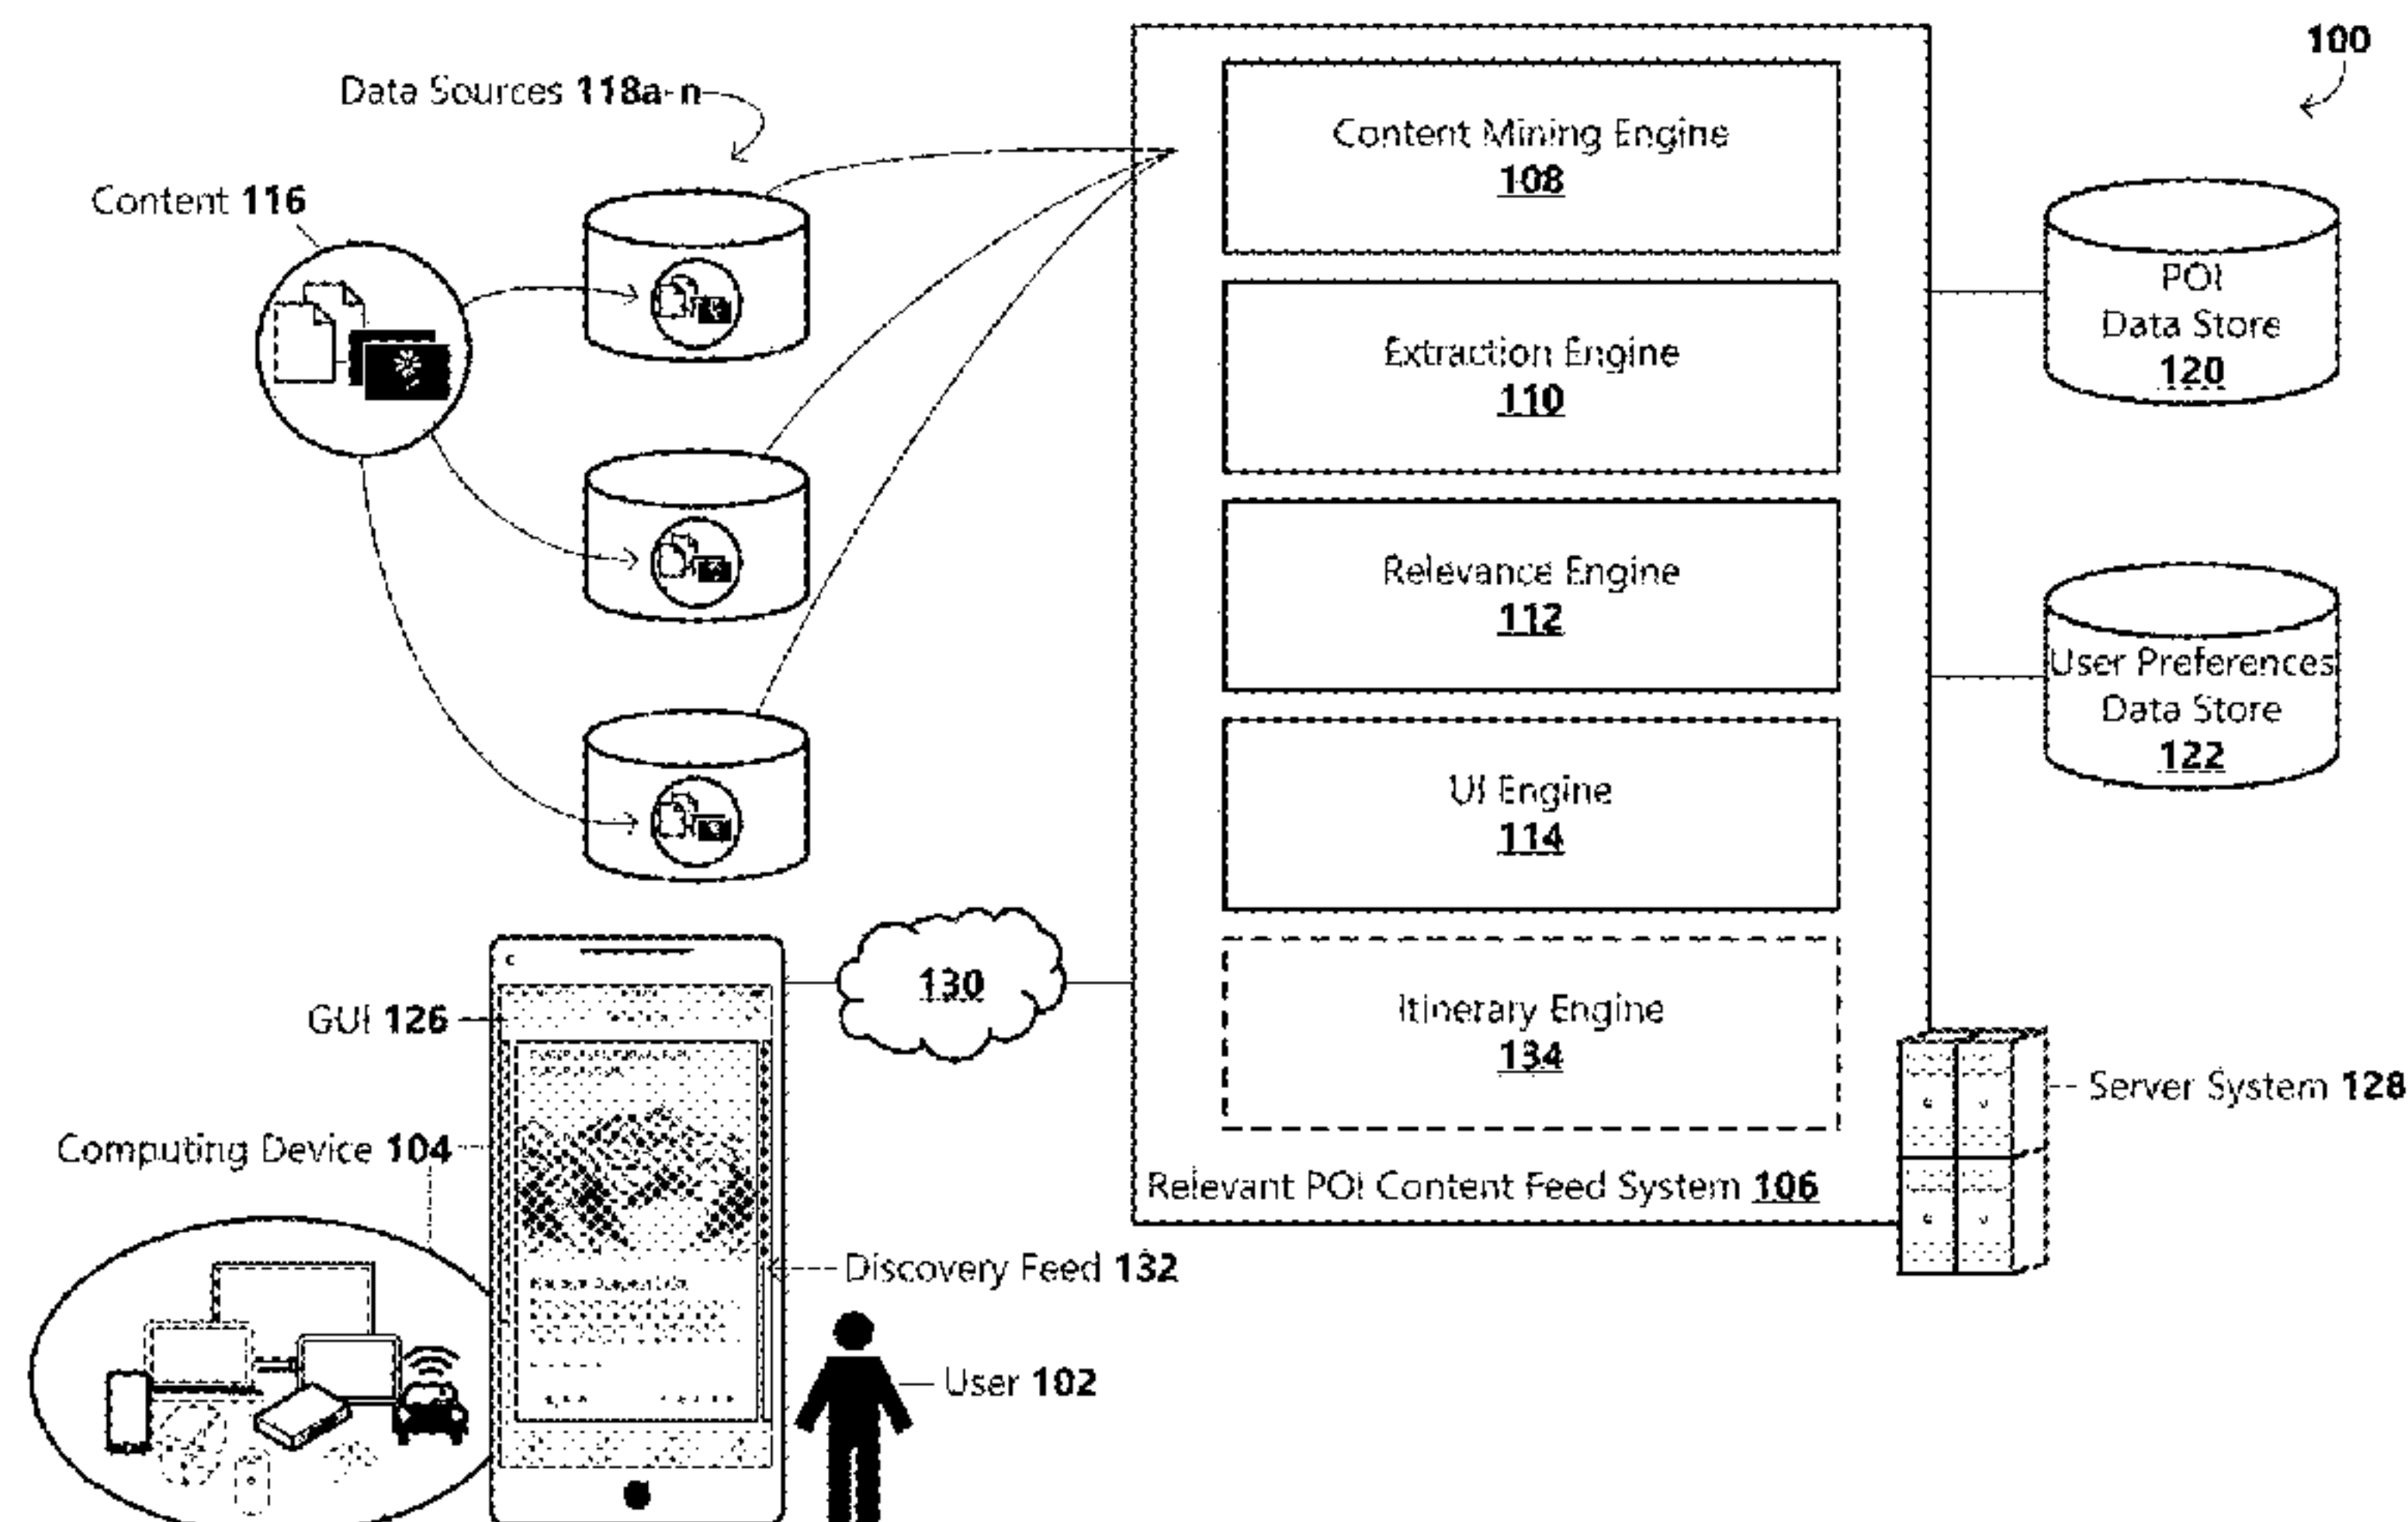 100
Data Sources 118a-n
Content 116
Content Mining Engine
108
Extraction Engine
110
Relevance Engine
112
UI Engine
114
Itinerary Engine
134
Relevant POI Content Feed System 106
POI
Data Store
120
User Preferences
Data Store
122
Server System 128
130
GUI 126
Computing Device 104
Discovery Feed 132
User 102